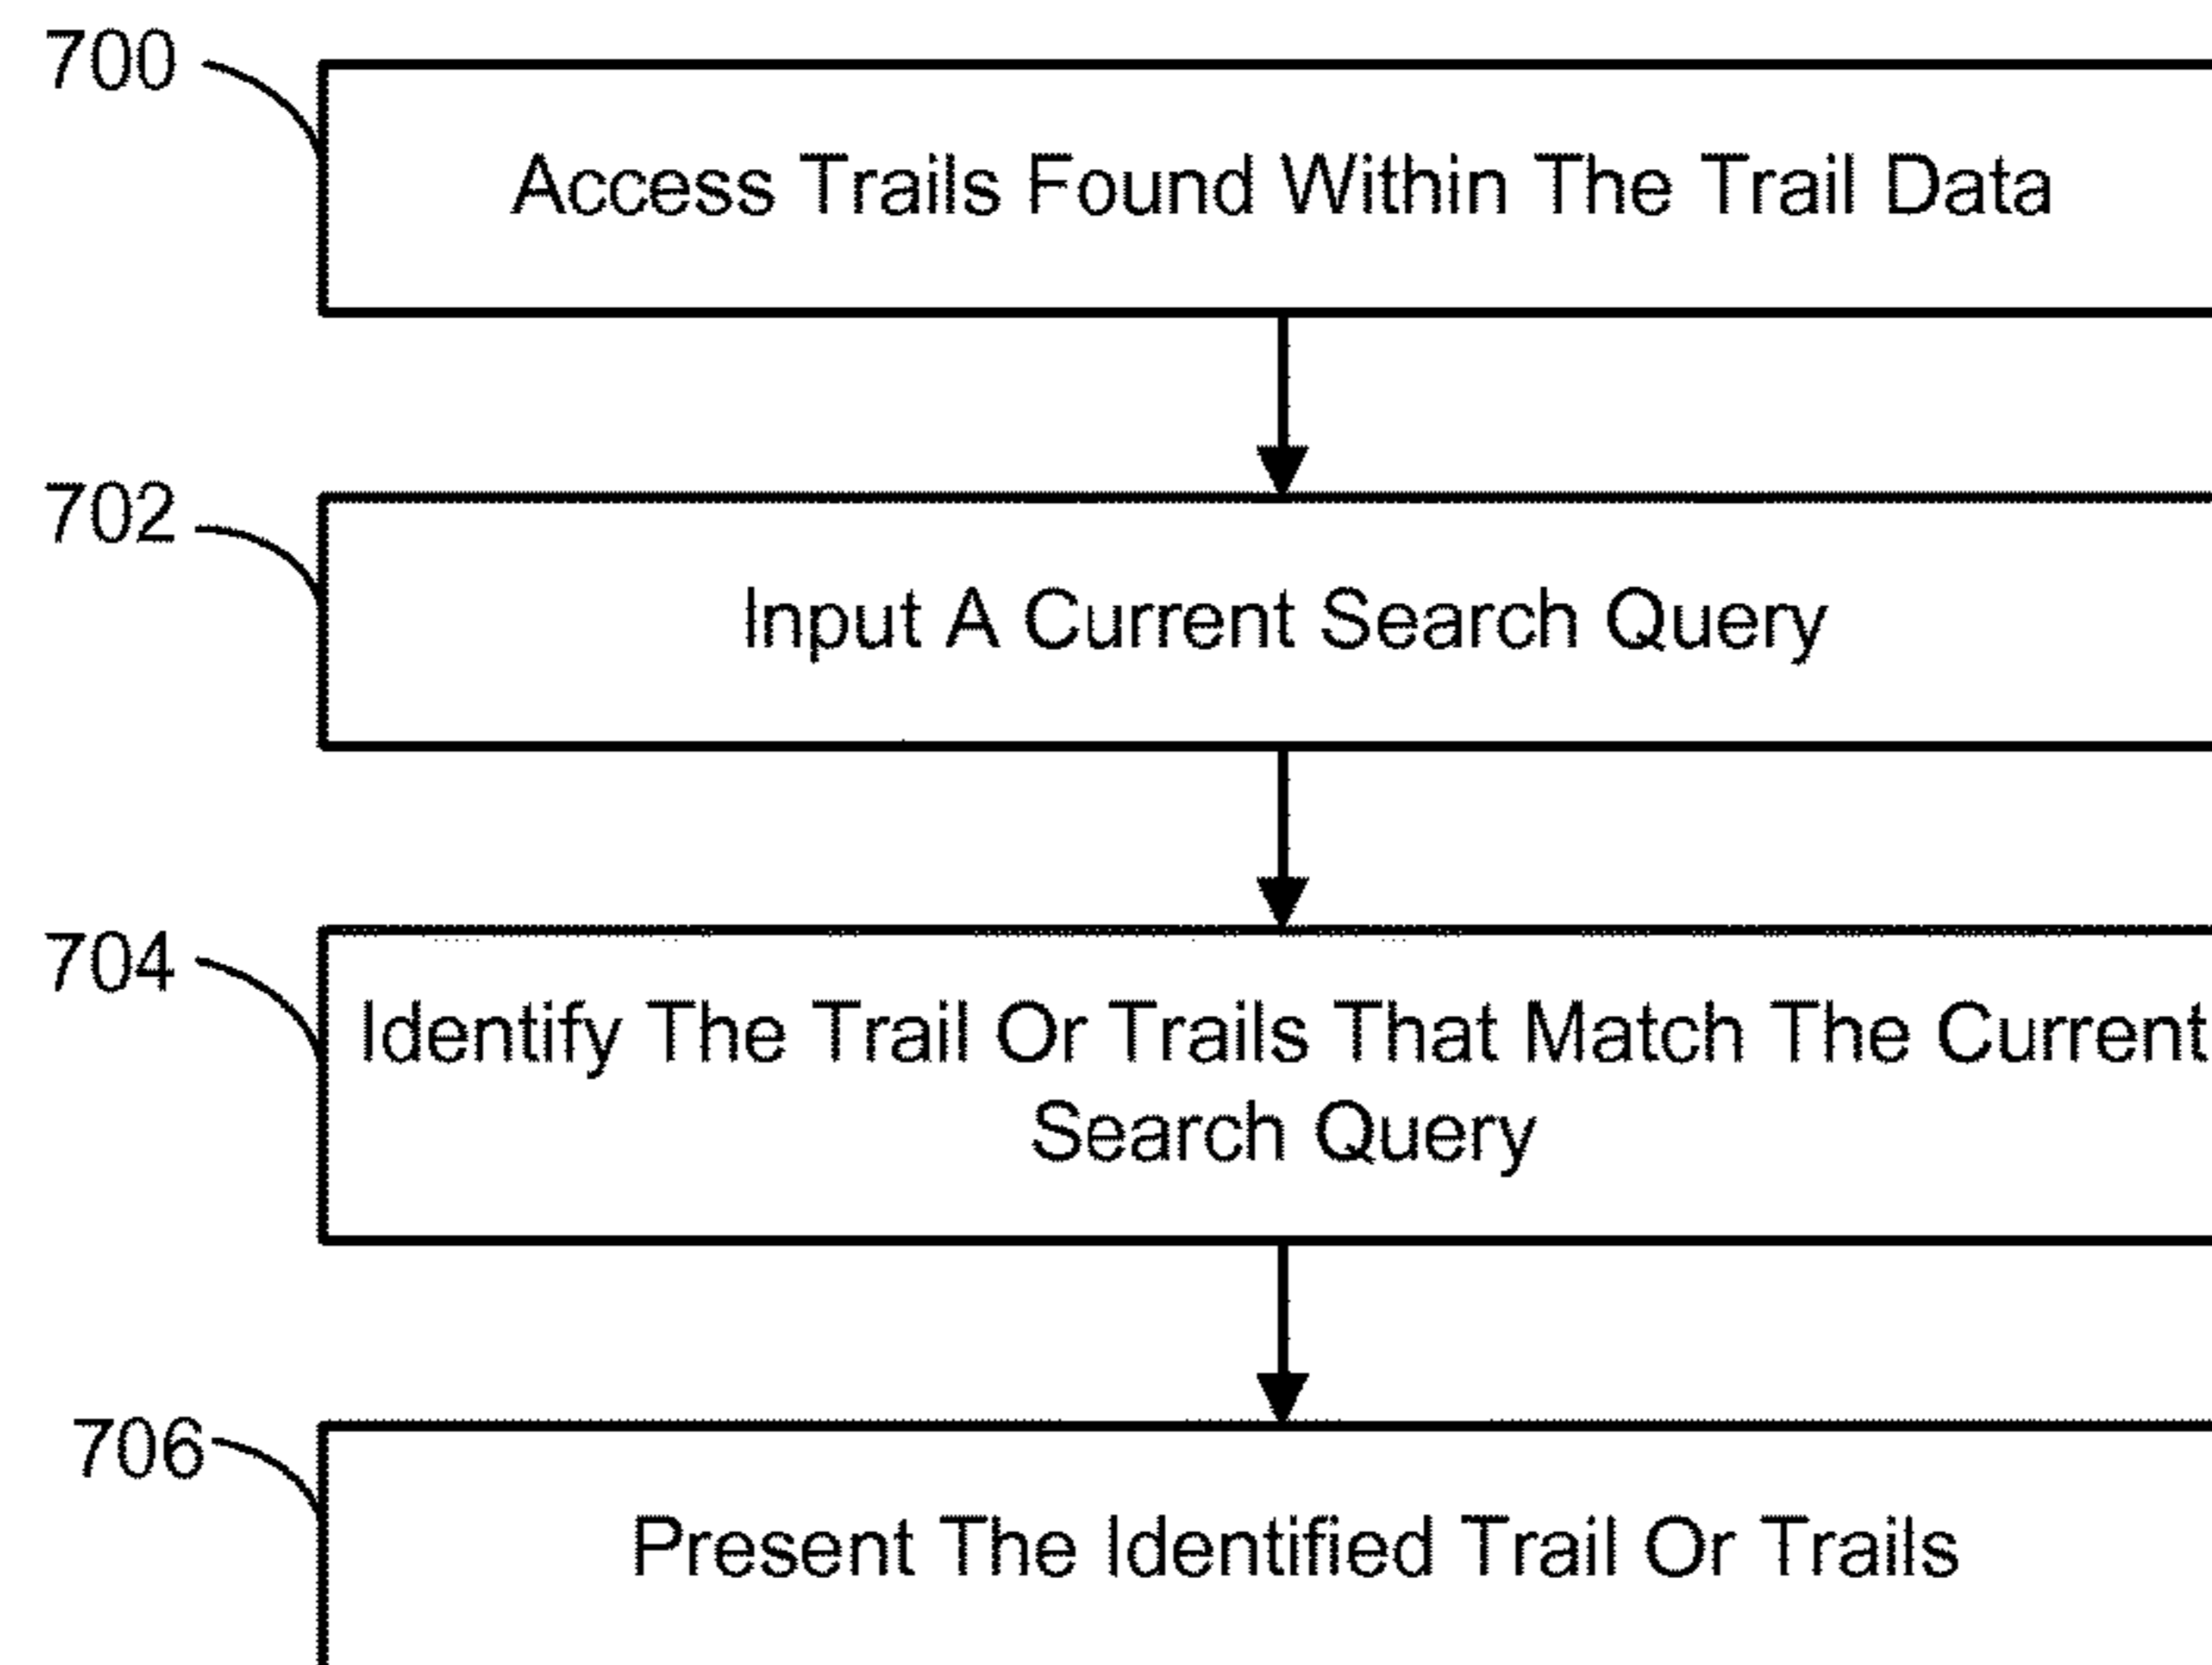 700
Access Trails Found Within The Trail Data
702
Input A Current Search Query
704
Identify The Trail Or Trails That Match The Current
Search Query
706
Present The Identified Trail Or Trails